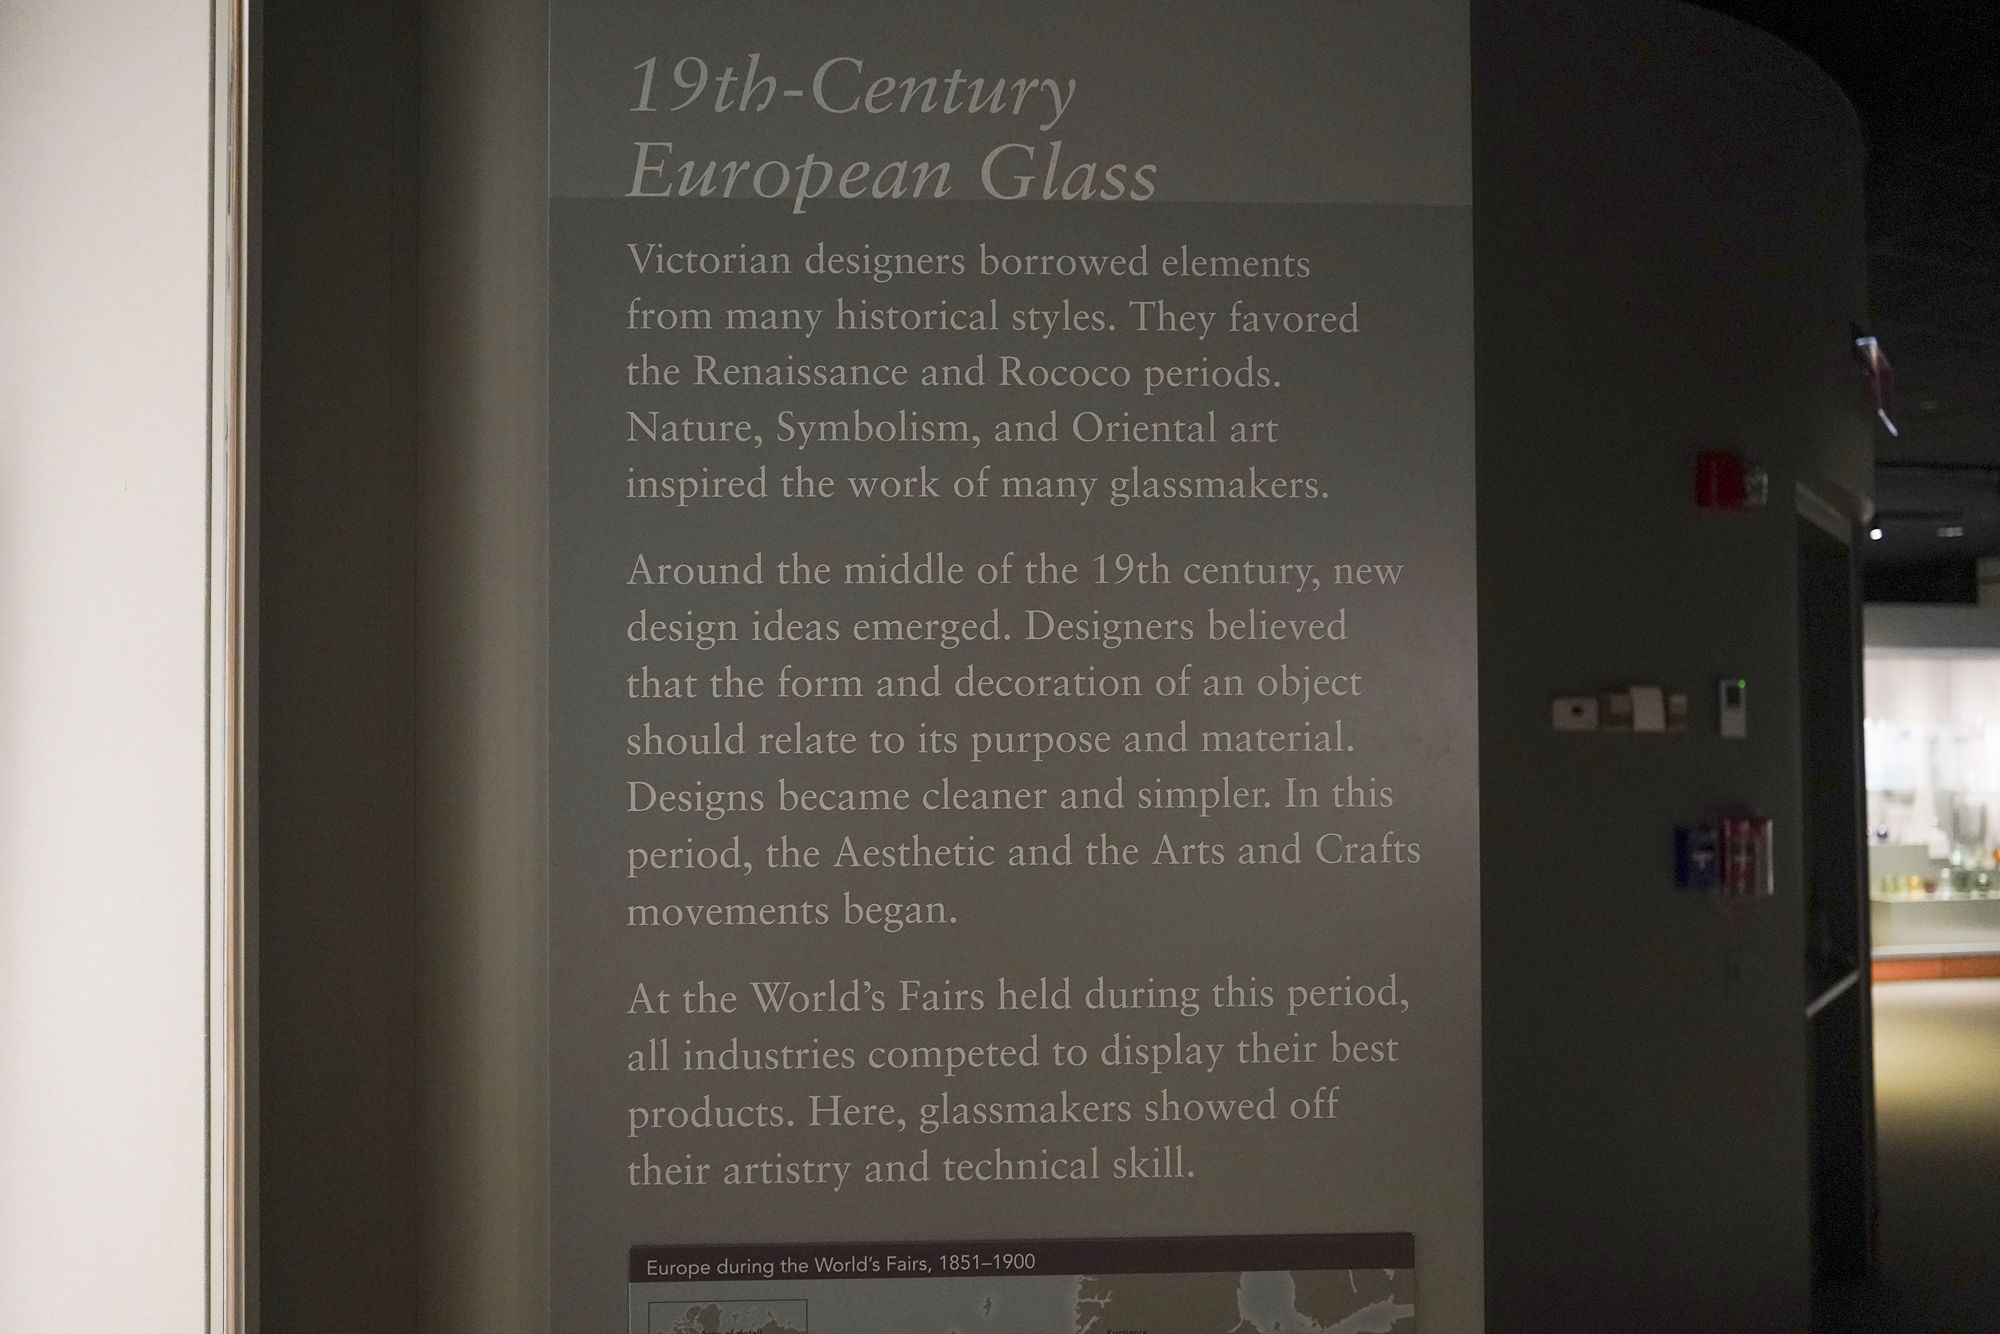 19th-Century
European Glass
Victorian designers borrowed elements
from many historical styles. They favored
the Renaissance and Rococo periods.
Nature, Symbolism, and Oriental art
inspired the work of many glassmakers.
Around the middle of the 19th century, new
design ideas emerged. Designers believed
that the form and decoration of an object
should relate to its purpose and material.
Designs became cleaner and simpler. In this
period, the Aesthetic and the Arts and Crafts
movements began.
At the World’s Fairs held during this period,
all industries competed to display their best
products. Here, glassmakers showed off
their artistry and technical skill.
Europe during the World’s Fairs, 1851–1900